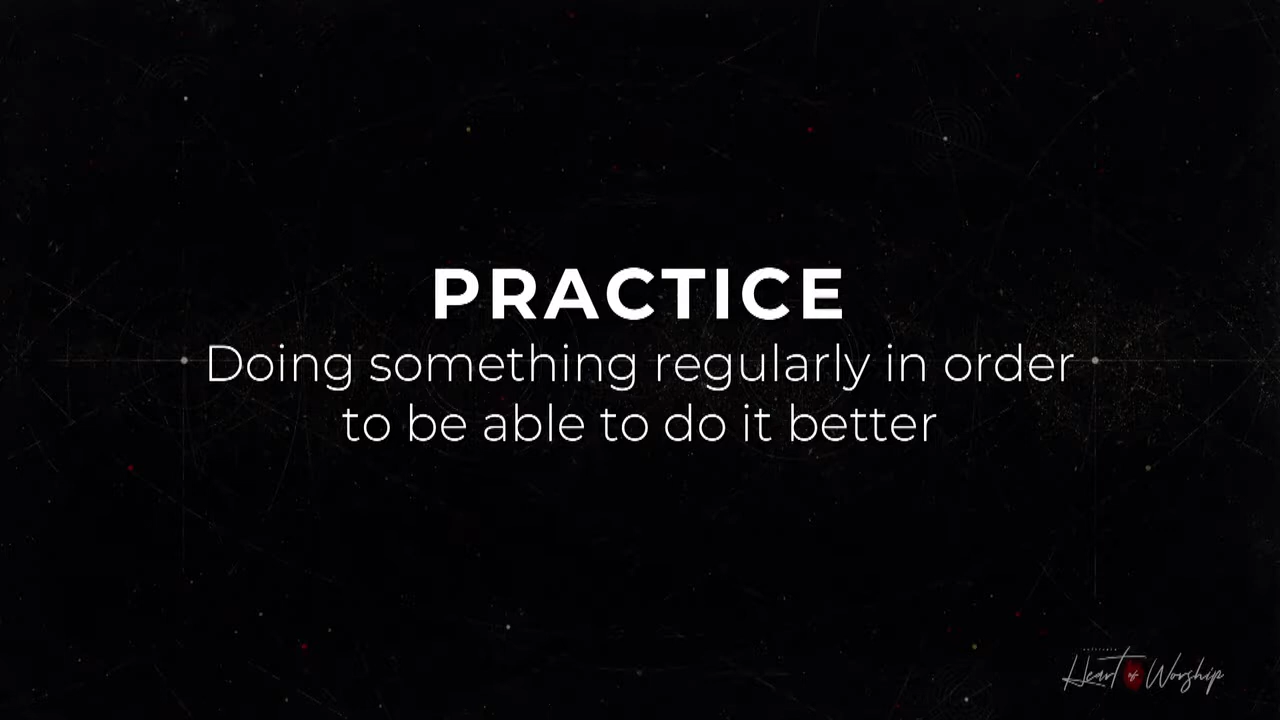 PRACTICE
Doing something regularly in order
to be able to do it better
Heart of Worship